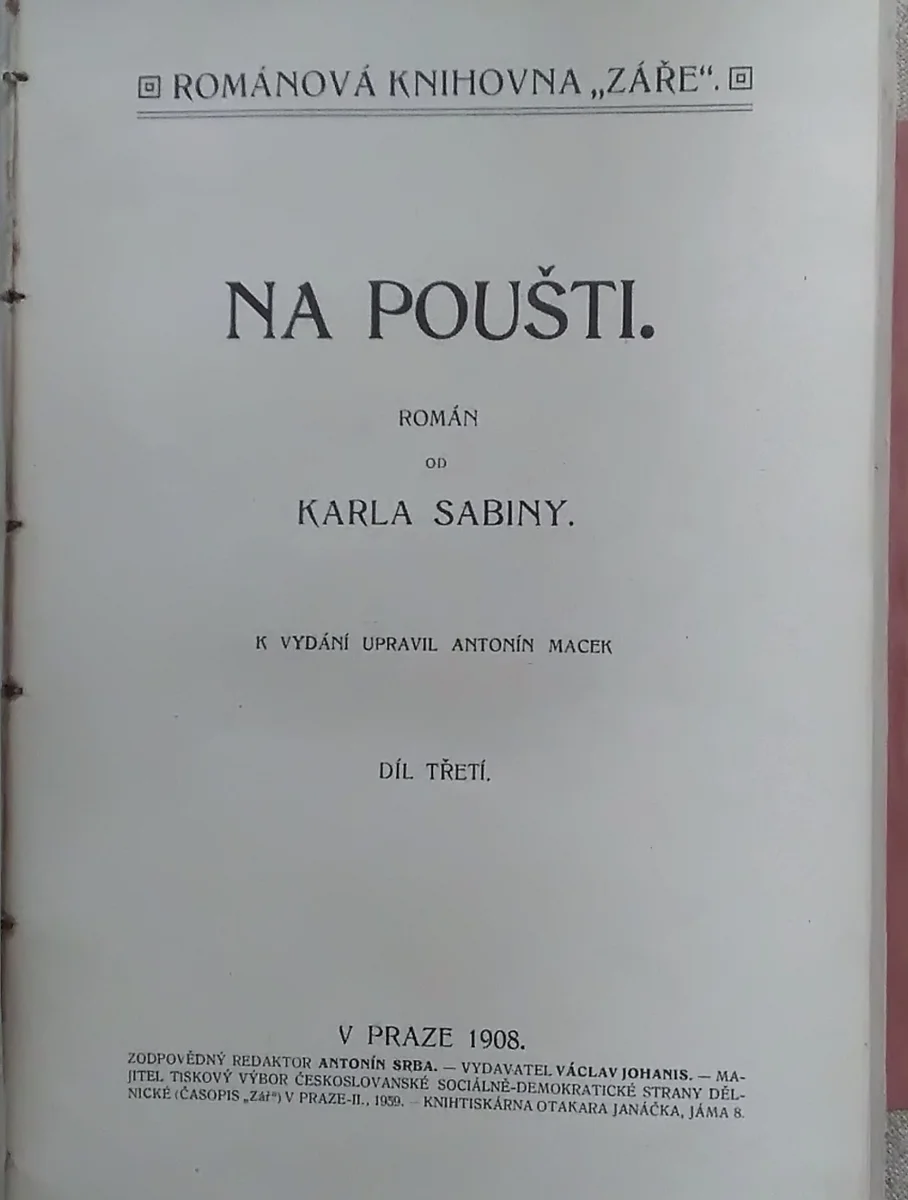 ROMÁNOVÁ KNIHOVNA „ZÁŘE“.
NA POUŠTI.
ROMÁN
OD
KARLA SABINY.
K VYDÁNÍ UPRAVIL ANTONÍN MACEK
DÍL TŘETÍ.
V PRAZE 1908.
ZODPOVĚDNÝ REDAKTOR ANTONÍN SRBA. — VYDAVATEL VÁCLAV JOHANIS. — MA-
JITEL TISKOVÝ VÝBOR ČESKOSLOVANSKÉ SOCIÁLNĚ-DEMOKRATICKÉ STRANY DĚL-
NICKÉ (ČASOPIS „Zář“) V PRAZE-II., 1959. — KNIHTISKÁRNA OTAKARA JANÁČKA, JÁMA 8.